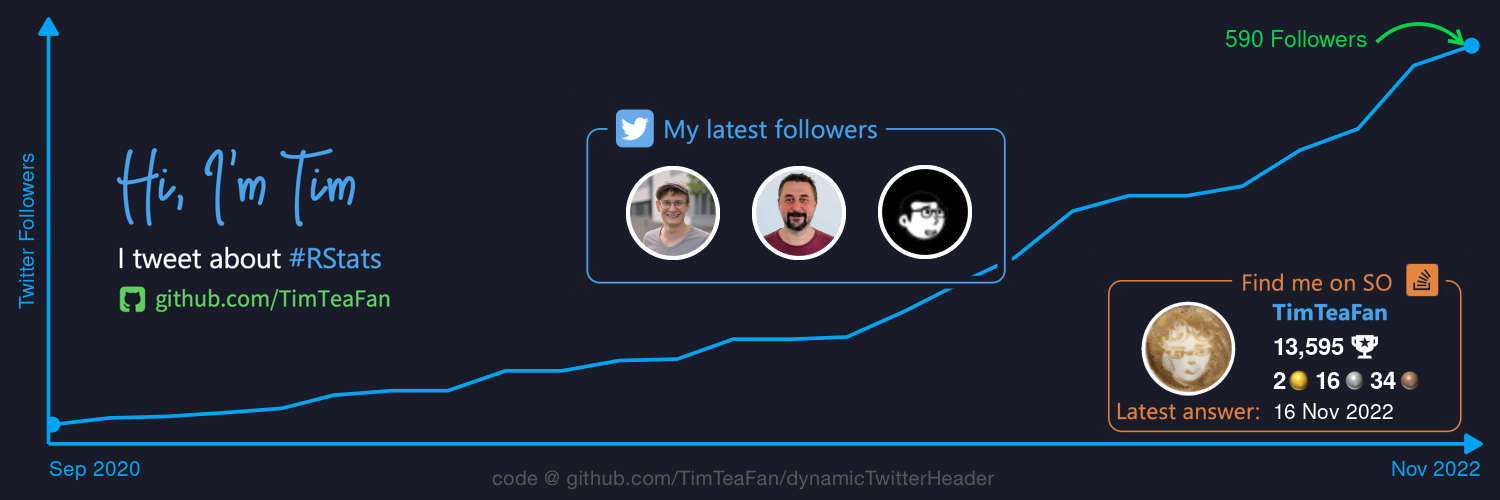 590 Followers
Twitter Followers
Hi, I'm Tim
I tweet about #RStats
github.com/TimTeaFan
My latest followers
Find me on SO
TimTeaFan
13,595
2 16 34
Latest answer: 16 Nov 2022
Sep 2020
Nov 2022
code @ github.com/TimTeaFan/dynamicTwitterHeader